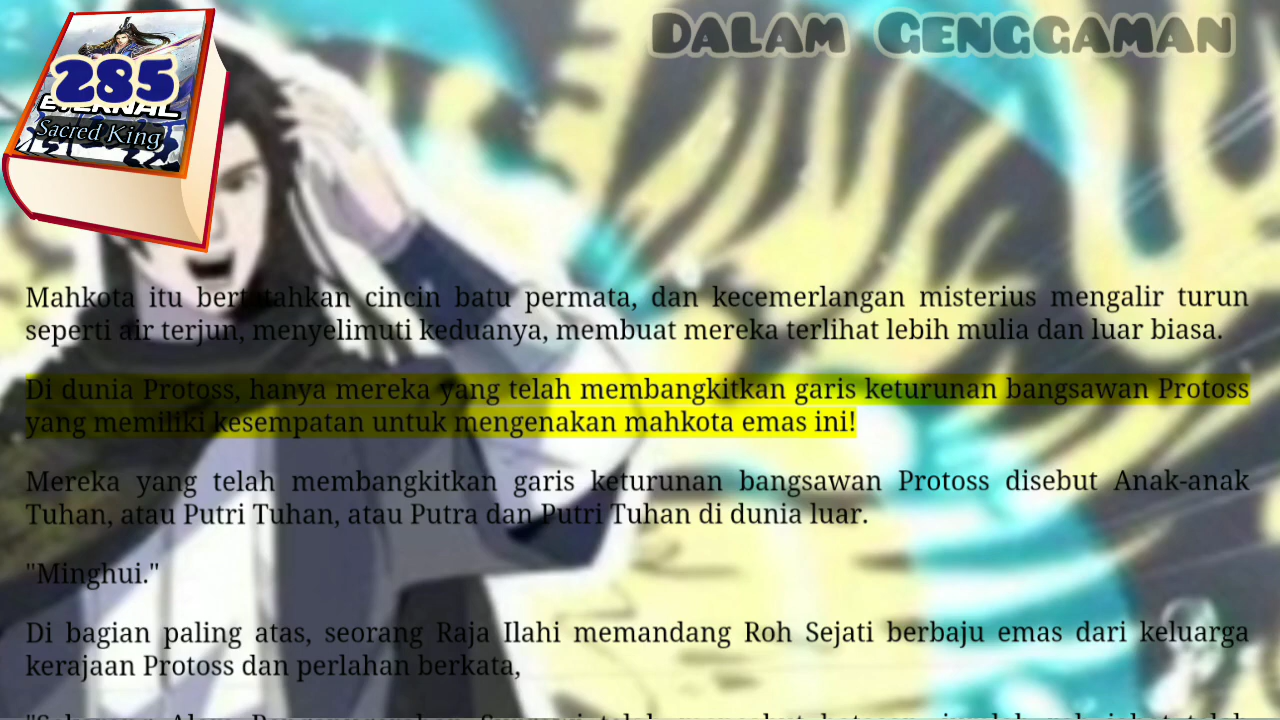 Dalam Genggaman
285
ETERNAL
Sacred King
Mahkota itu bertatahkan cincin batu permata, dan kecemerlangan misterius mengalir turun
seperti air terjun, menyelimuti keduanya, membuat mereka terlihat lebih mulia dan luar biasa.
Di dunia Protoss, hanya mereka yang telah membangkitkan garis keturunan bangsawan Protoss
yang memiliki kesempatan untuk mengenakan mahkota emas ini!
Mereka yang telah membangkitkan garis keturunan bangsawan Protoss disebut Anak-anak
Tuhan, atau Putri Tuhan, atau Putra dan Putri Tuhan di dunia luar.
"Minghui."
Di bagian paling atas, seorang Raja Ilahi memandang Roh Sejati berbaju emas dari keluarga
kerajaan Protoss dan perlahan berkata,